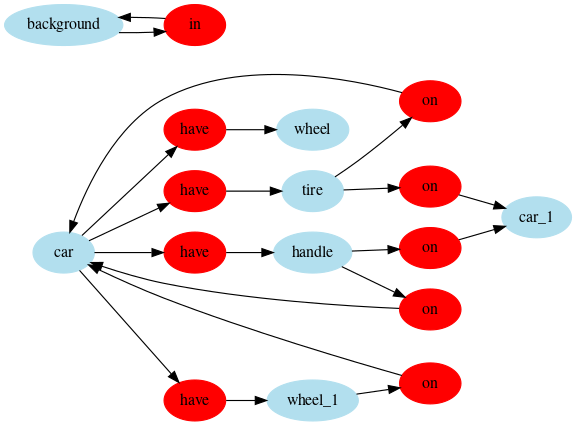 background
in
on
have
wheel
have
tire
on
car_1
car
have
handle
on
on
have
wheel_1
on